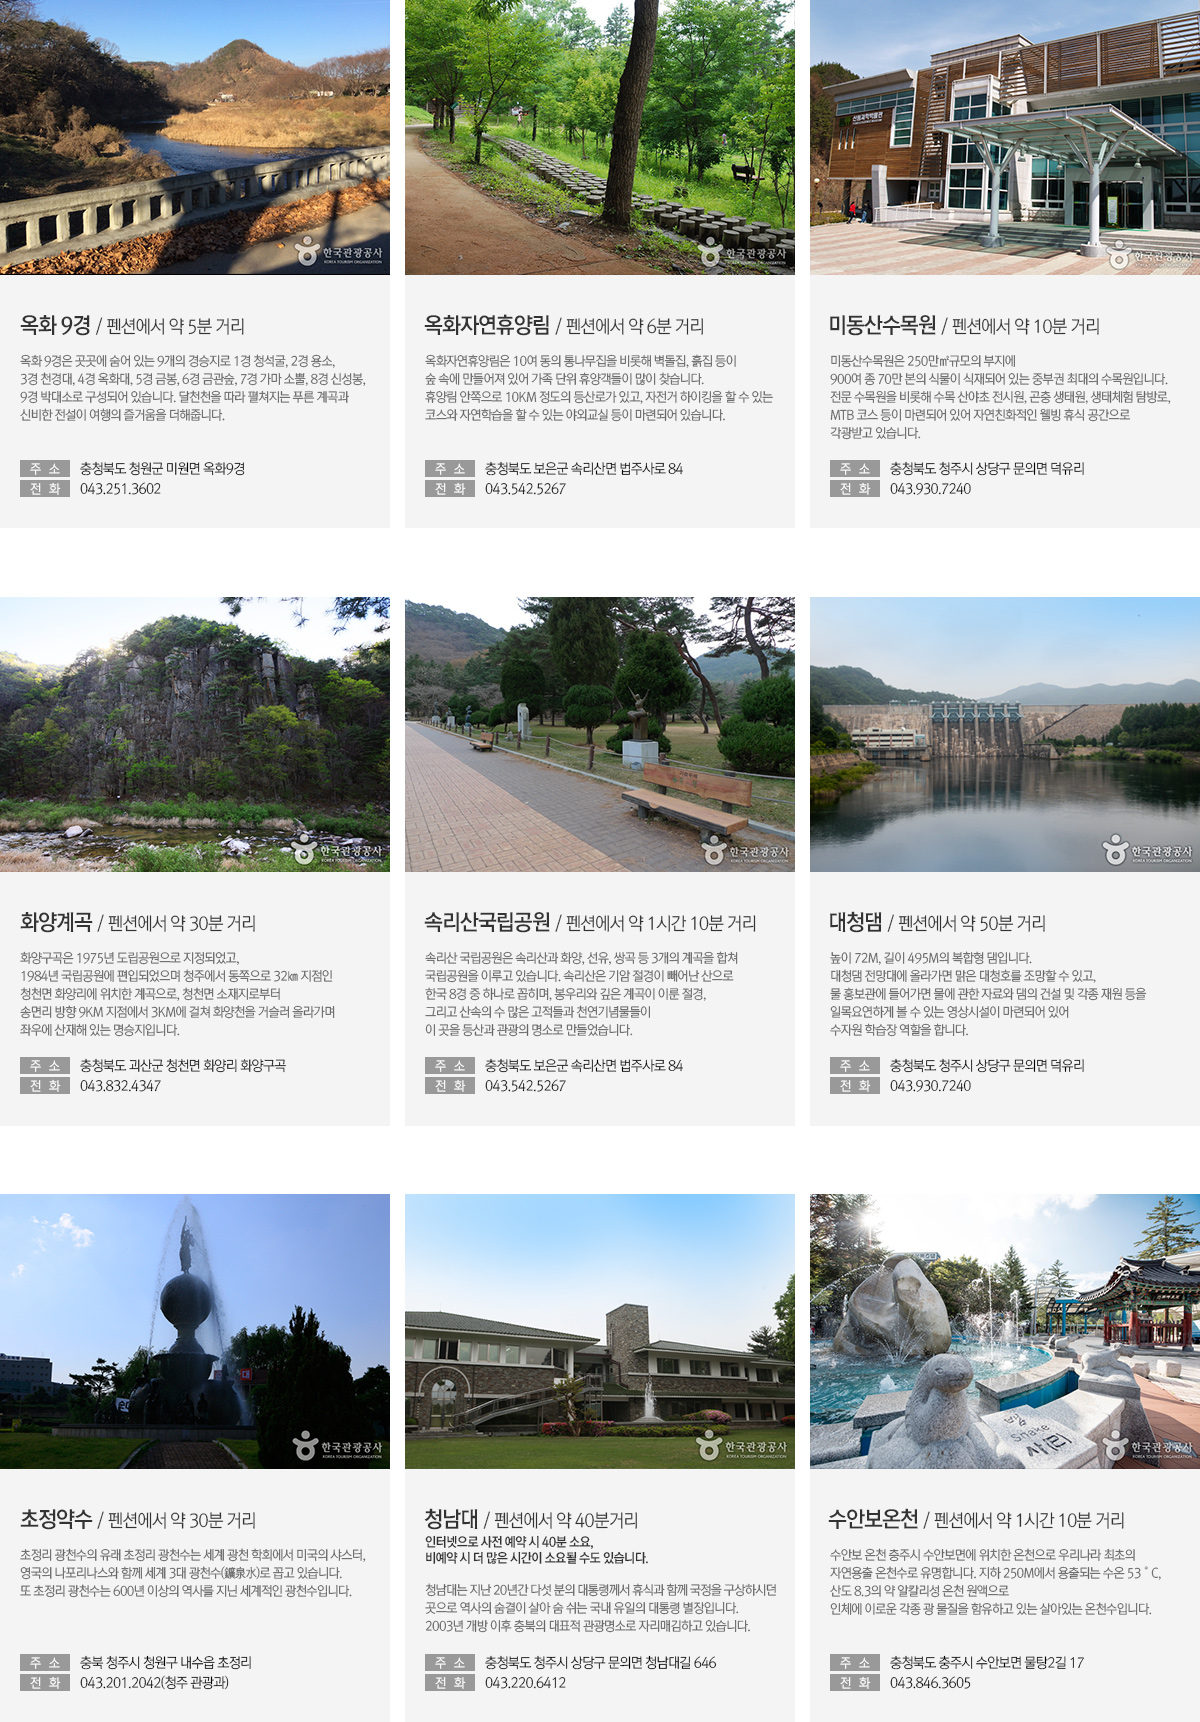 한국관광공사
KOREA TOURISM ORGANIZATION
한국관광공사
KOREA TOURISM ORGANIZATION
산림과학박물관
한국관광공사
KOREA TOURISM ORGANIZATION
옥화 9경 / 펜션에서 약 5분 거리
옥화 9경은 곳곳에 숨어 있는 9개의 경승지로 1경 청석굴, 2경 용소,
3경 천경대, 4경 옥화대, 5경 금봉, 6경 금관숲, 7경 가마 소뿔, 8경 신성봉,
9경 박대소로 구성되어 있습니다. 달천천을 따라 펼쳐지는 푸른 계곡과
신비한 전설이 여행의 즐거움을 더해줍니다.
주 소 충청북도 청원군 미원면 옥화9경
전 화 043.251.3602
옥화자연휴양림 / 펜션에서 약 6분 거리
옥화자연휴양림은 10여 동의 통나무집을 비롯해 벽돌집, 흙집 등이
숲 속에 만들어져 있어 가족 단위 휴양객들이 많이 찾습니다.
휴양림 안쪽으로 10KM 정도의 등산로가 있고, 자전거 하이킹을 할 수 있는
코스와 자연학습을 할 수 있는 야외교실 등이 마련되어 있습니다.
주 소 충청북도 보은군 속리산면 법주사로 84
전 화 043.542.5267
미동산수목원 / 펜션에서 약 10분 거리
미동산수목원은 250만㎡규모의 부지에
900여 종 70만 본의 식물이 식재되어 있는 중부권 최대의 수목원입니다.
전문 수목원을 비롯해 수목 산야초 전시원, 곤충 생태원, 생태체험 탐방로,
MTB 코스 등이 마련되어 있어 자연친화적인 웰빙 휴식 공간으로
각광받고 있습니다.
주 소 충청북도 청주시 상당구 문의면 덕유리
전 화 043.930.7240
한국관광공사
KOREA TOURISM ORGANIZATION
한국관광공사
KOREA TOURISM ORGANIZATION
한국관광공사
KOREA TOURISM ORGANIZATION
화양계곡 / 펜션에서 약 30분 거리
화양구곡은 1975년 도립공원으로 지정되었고,
1984년 국립공원에 편입되었으며 청주에서 동쪽으로 32㎞ 지점인
청천면 화양리에 위치한 계곡으로, 청천면 소재지로부터
송면리 방향 9KM 지점에서 3KM에 걸쳐 화양천을 거슬러 올라가며
좌우에 산재해 있는 명승지입니다.
주 소 충청북도 괴산군 청천면 화양리 화양구곡
전 화 043.832.4347
속리산국립공원 / 펜션에서 약 1시간 10분 거리
속리산 국립공원은 속리산과 화양, 선유, 쌍곡 등 3개의 계곡을 합쳐
국립공원을 이루고 있습니다. 속리산은 기암 절경이 빼어난 산으로
한국 8경 중 하나로 꼽히며, 봉우리와 깊은 계곡이 이룬 절경,
그리고 산속의 수 많은 고적들과 천연기념물들이
이 곳을 등산과 관광의 명소로 만들었습니다.
주 소 충청북도 보은군 속리산면 법주사로 84
전 화 043.542.5267
대청댐 / 펜션에서 약 50분 거리
높이 72M, 길이 495M의 복합형 댐입니다.
대청댐 전망대에 올라가면 맑은 대청호를 조망할 수 있고,
물 홍보관에 들어가면 물에 관한 자료와 댐의 건설 및 각종 재원 등을
일목요연하게 볼 수 있는 영상시설이 마련되어 있어
수자원 학습장 역할을 합니다.
주 소 충청북도 청주시 상당구 문의면 덕유리
전 화 043.930.7240
한국관광공사
KOREA TOURISM ORGANIZATION
한국관광공사
KOREA TOURISM ORGANIZATION
Snake
한국관광공사
KOREA TOURISM ORGANIZATION
초정약수 / 펜션에서 약 30분 거리
초정리 광천수의 유래 초정리 광천수는 세계 광천 학회에서 미국의 샤스터,
영국의 나포리나스와 함께 세계 3대 광천수(鑛泉水)로 꼽고 있습니다.
또 초정리 광천수는 600년 이상의 역사를 지닌 세계적인 광천수입니다.
주 소 충북 청주시 청원구 내수읍 초정리
전 화 043.201.2042(청주 관광과)
청남대 / 펜션에서 약 40분거리
인터넷으로 사전 예약 시 40분 소요,
비예약 시 더 많은 시간이 소요될 수도 있습니다.
청남대는 지난 20년간 다섯 분의 대통령께서 휴식과 함께 국정을 구상하시던
곳으로 역사의 숨결이 살아 숨 쉬는 국내 유일의 대통령 별장입니다.
2003년 개방 이후 충북의 대표적 관광명소로 자리매김하고 있습니다.
주 소 충청북도 청주시 상당구 문의면 청남대길 646
전 화 043.220.6412
수안보온천 / 펜션에서 약 1시간 10분 거리
수안보 온천 충주시 수안보면에 위치한 온천으로 우리나라 최초의
자연용출 온천수로 유명합니다. 지하 250M에서 용출되는 수온 53˚C,
산도 8.3의 약 알칼리성 온천 원액으로
인체에 이로운 각종 광 물질을 함유하고 있는 살아있는 온천수입니다.
주 소 충청북도 충주시 수안보면 물탕2길 17
전 화 043.846.3605